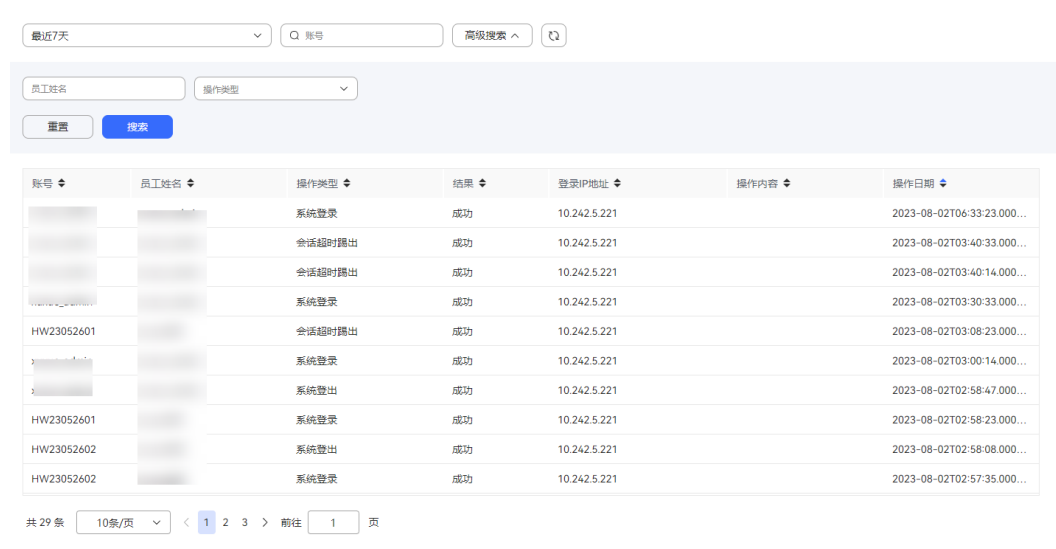 最近7天 账号 高级搜索
员工姓名 操作类型
重置 搜索
账号 员工姓名 操作类型 结果 登录IP地址 操作内容 操作日期
系统登录 成功 10.242.5.221 2023-08-02T06:33:23.000...
会话超时踢出 成功 10.242.5.221 2023-08-02T03:40:33.000...
会话超时踢出 成功 10.242.5.221 2023-08-02T03:40:14.000...
系统登录 成功 10.242.5.221 2023-08-02T03:30:33.000...
HW23052601 会话超时踢出 成功 10.242.5.221 2023-08-02T03:08:23.000...
系统登录 成功 10.242.5.221 2023-08-02T03:00:14.000...
系统登出 成功 10.242.5.221 2023-08-02T02:58:47.000...
HW23052601 系统登录 成功 10.242.5.221 2023-08-02T02:58:23.000...
HW23052602 系统登出 成功 10.242.5.221 2023-08-02T02:58:08.000...
HW23052602 系统登录 成功 10.242.5.221 2023-08-02T02:57:35.000...
共 29 条 10条/页 1 2 3 前往 1 页